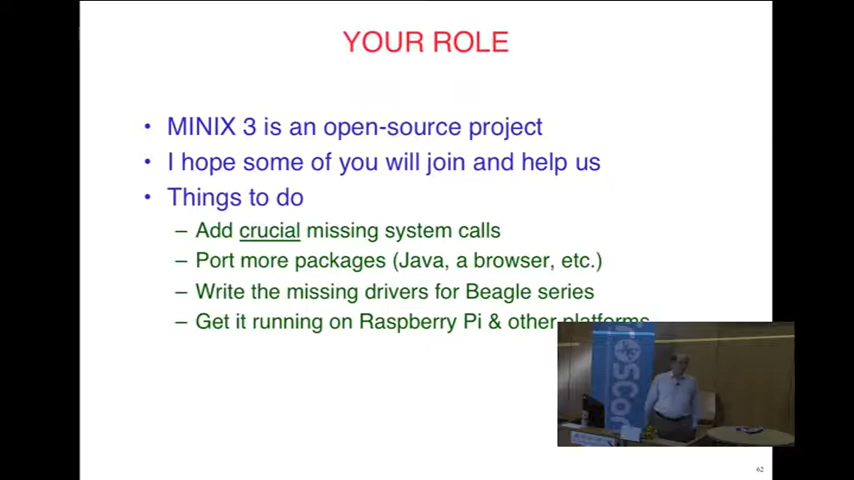 YOUR ROLE
• MINIX 3 is an open-source project
• I hope some of you will join and help us
• Things to do
– Add crucial missing system calls
– Port more packages (Java, a browser, etc.)
– Write the missing drivers for Beagle series
– Get it running on Raspberry Pi & other platforms
62